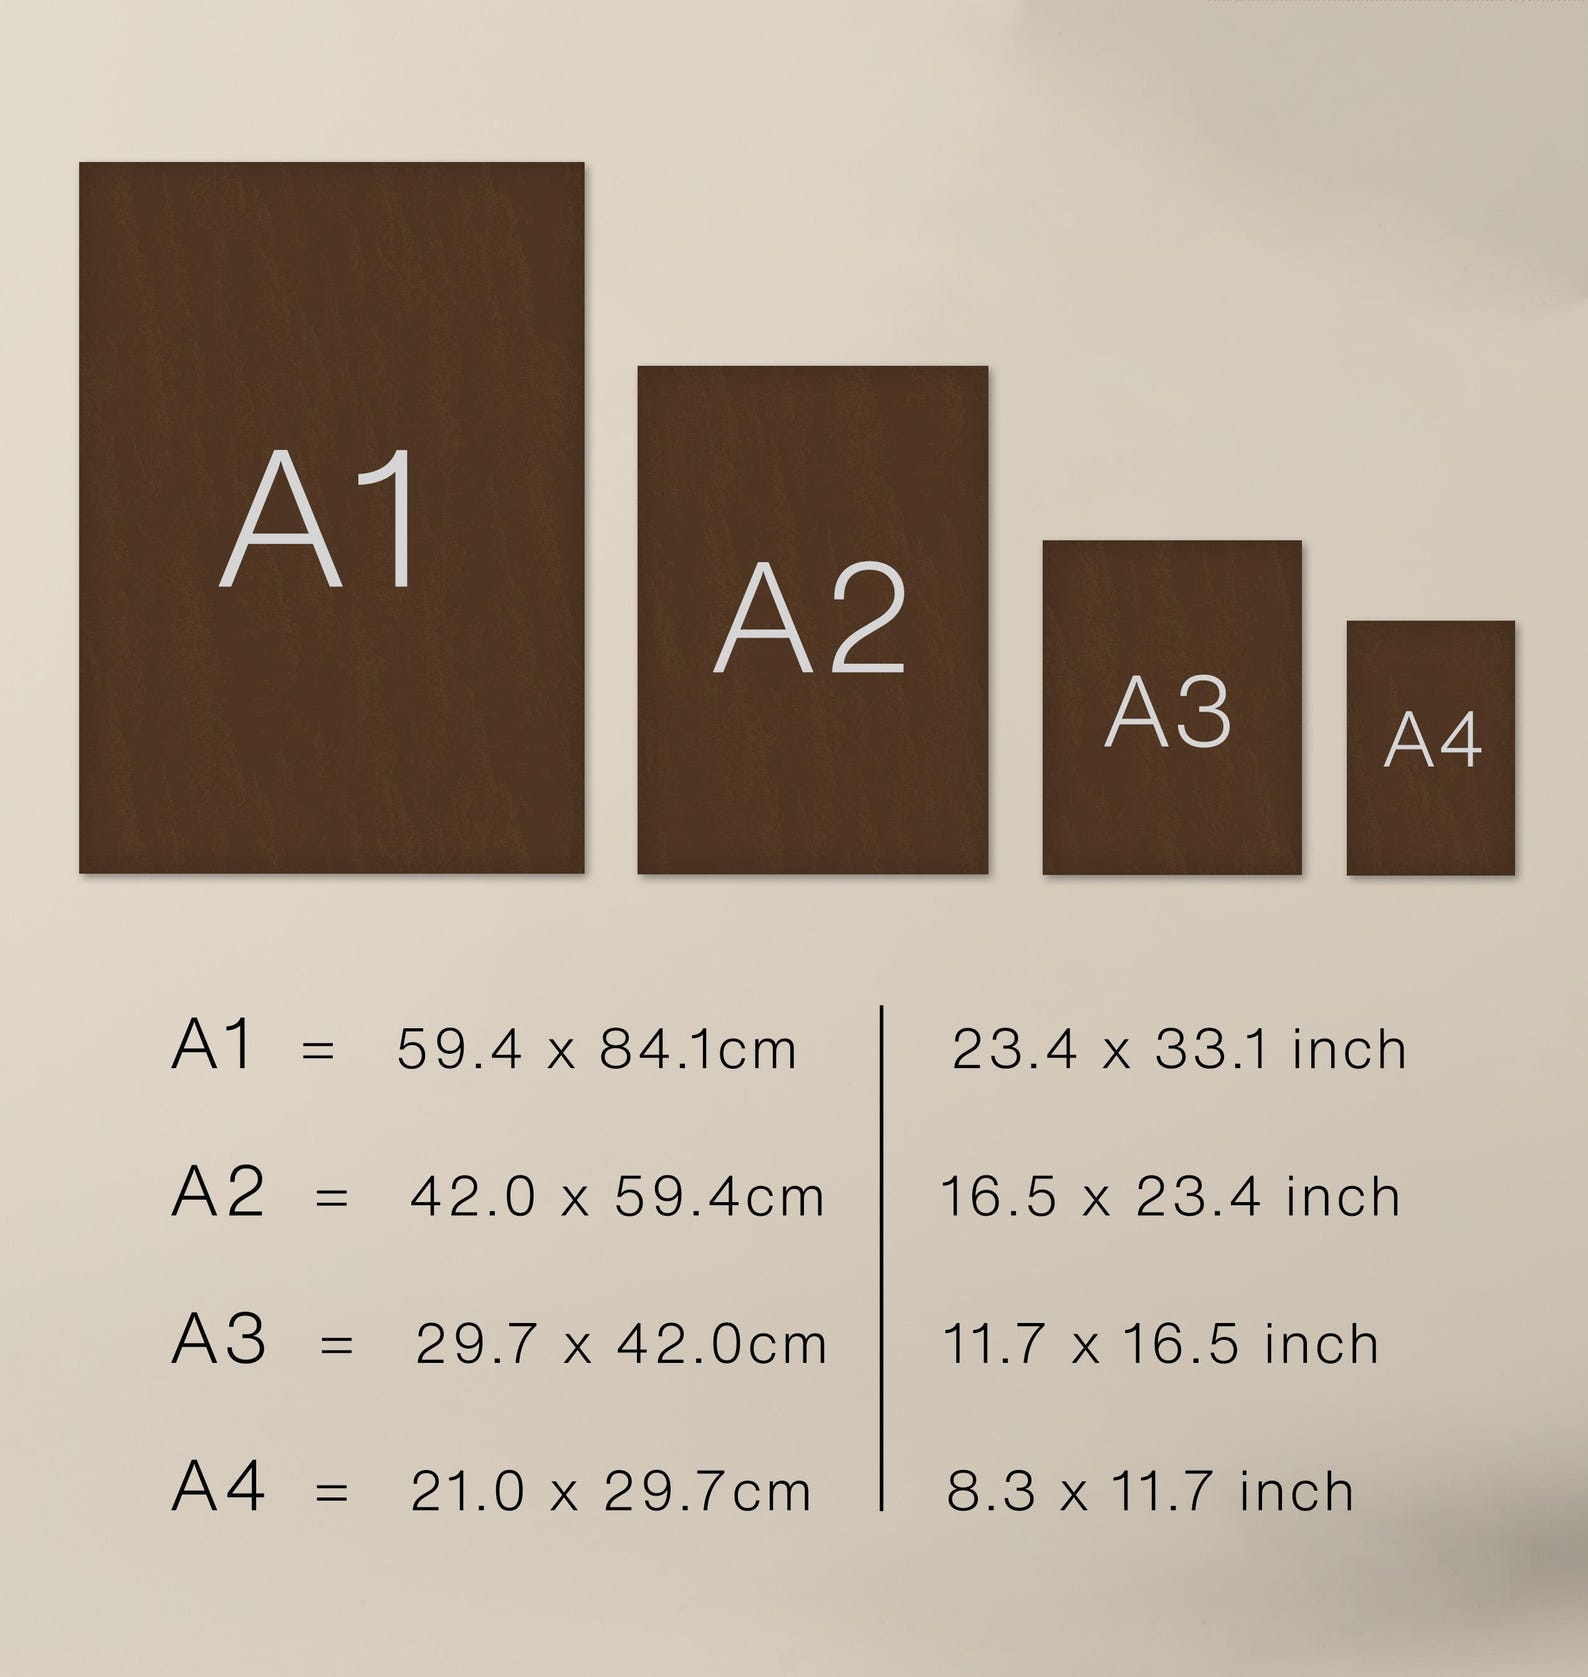 A1
A2
A3
A4
A1 = 59.4 x 84.1cm 23.4 x 33.1 inch
A2 = 42.0 x 59.4cm 16.5 x 23.4 inch
A3 = 29.7 x 42.0cm 11.7 x 16.5 inch
A4 = 21.0 x 29.7cm 8.3 x 11.7 inch